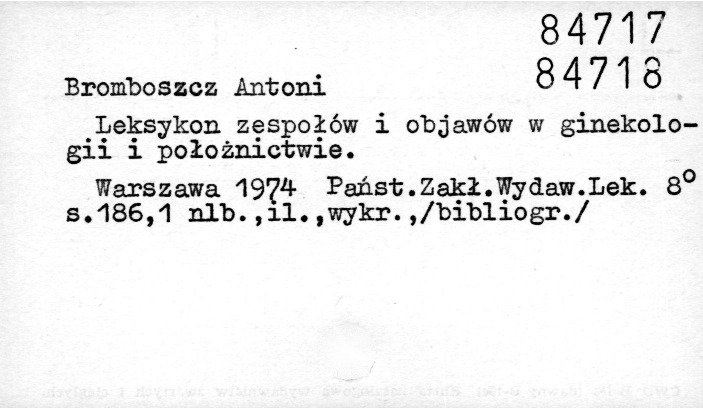 84717
84718
Bromboszcz Antoni
Leksykon zespołów i objawów w ginekolo-
gii i położnictwie.
Warszawa 1974 Państ.Zakł.Wydaw.Lek. 8°
s.186,1 nlb.,il.,wykr.,/bibliogr./